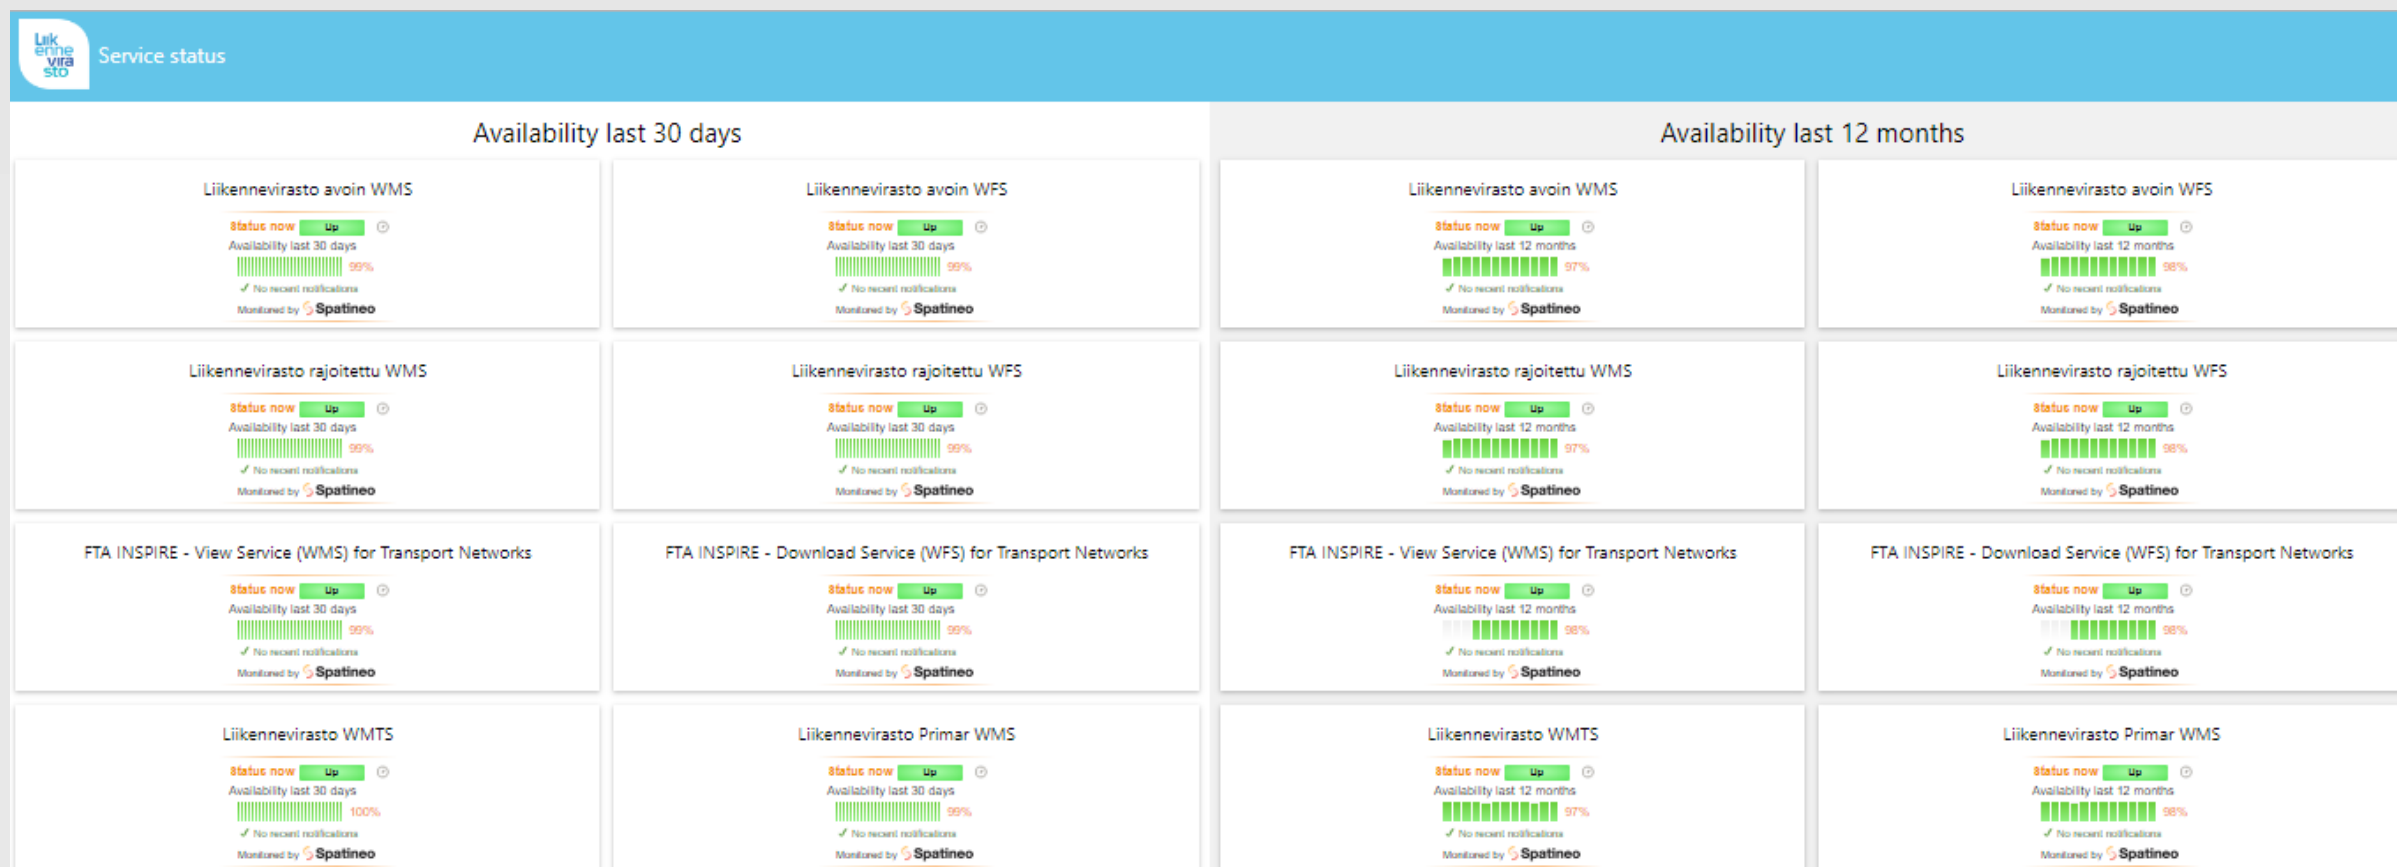 Liik
enne
vira
sto
Service status
Availability last 30 days
Liikennevirasto avoin WMS
Status now Up
Availability last 30 days
99%
No recent notifications
Monitored by Spatineo
Liikennevirasto avoin WFS
Status now Up
Availability last 30 days
99%
No recent notifications
Monitored by Spatineo
Liikennevirasto rajoitettu WMS
Status now Up
Availability last 30 days
99%
No recent notifications
Monitored by Spatineo
Liikennevirasto rajoitettu WFS
Status now Up
Availability last 30 days
99%
No recent notifications
Monitored by Spatineo
FTA INSPIRE - View Service (WMS) for Transport Networks
Status now Up
Availability last 30 days
99%
No recent notifications
Monitored by Spatineo
FTA INSPIRE - Download Service (WFS) for Transport Networks
Status now Up
Availability last 30 days
99%
No recent notifications
Monitored by Spatineo
Liikennevirasto WMTS
Status now Up
Availability last 30 days
100%
No recent notifications
Monitored by Spatineo
Liikennevirasto Primar WMS
Status now Up
Availability last 30 days
99%
No recent notifications
Monitored by Spatineo
Availability last 12 months
Liikennevirasto avoin WMS
Status now Up
Availability last 12 months
97%
No recent notifications
Monitored by Spatineo
Liikennevirasto avoin WFS
Status now Up
Availability last 12 months
98%
No recent notifications
Monitored by Spatineo
Liikennevirasto rajoitettu WMS
Status now Up
Availability last 12 months
97%
No recent notifications
Monitored by Spatineo
Liikennevirasto rajoitettu WFS
Status now Up
Availability last 12 months
98%
No recent notifications
Monitored by Spatineo
FTA INSPIRE - View Service (WMS) for Transport Networks
Status now Up
Availability last 12 months
98%
No recent notifications
Monitored by Spatineo
FTA INSPIRE - Download Service (WFS) for Transport Networks
Status now Up
Availability last 12 months
98%
No recent notifications
Monitored by Spatineo
Liikennevirasto WMTS
Status now Up
Availability last 12 months
97%
No recent notifications
Monitored by Spatineo
Liikennevirasto Primar WMS
Status now Up
Availability last 12 months
98%
No recent notifications
Monitored by Spatineo